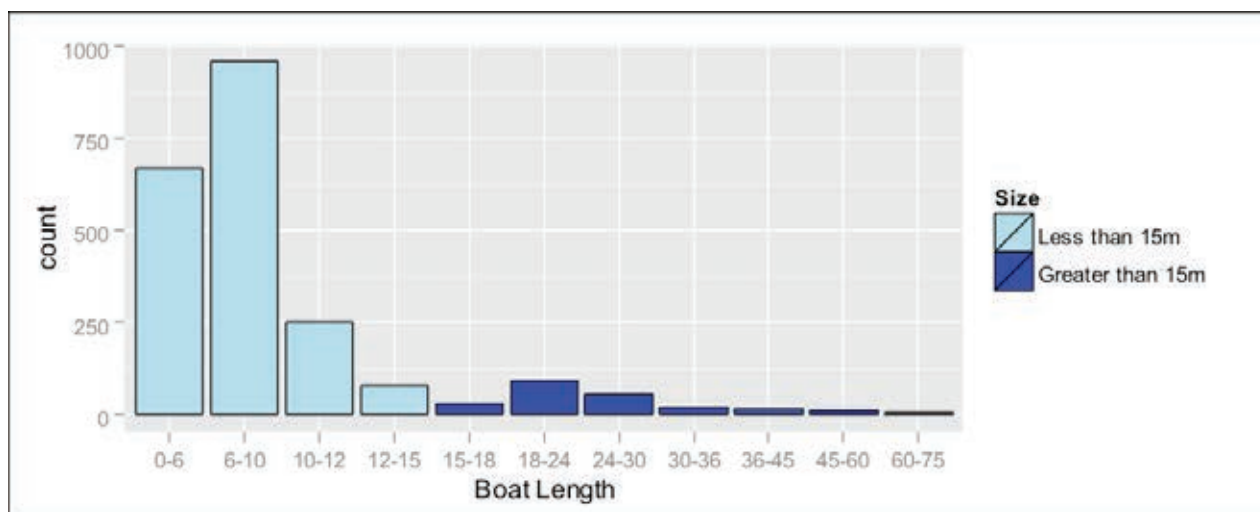 1000
750
500
250
0
count
0-6 6-10 10-12 12-15 15-18 18-24 24-30 30-36 36-45 45-60 60-75
Boat Length
Size
Less than 15m
Greater than 15m